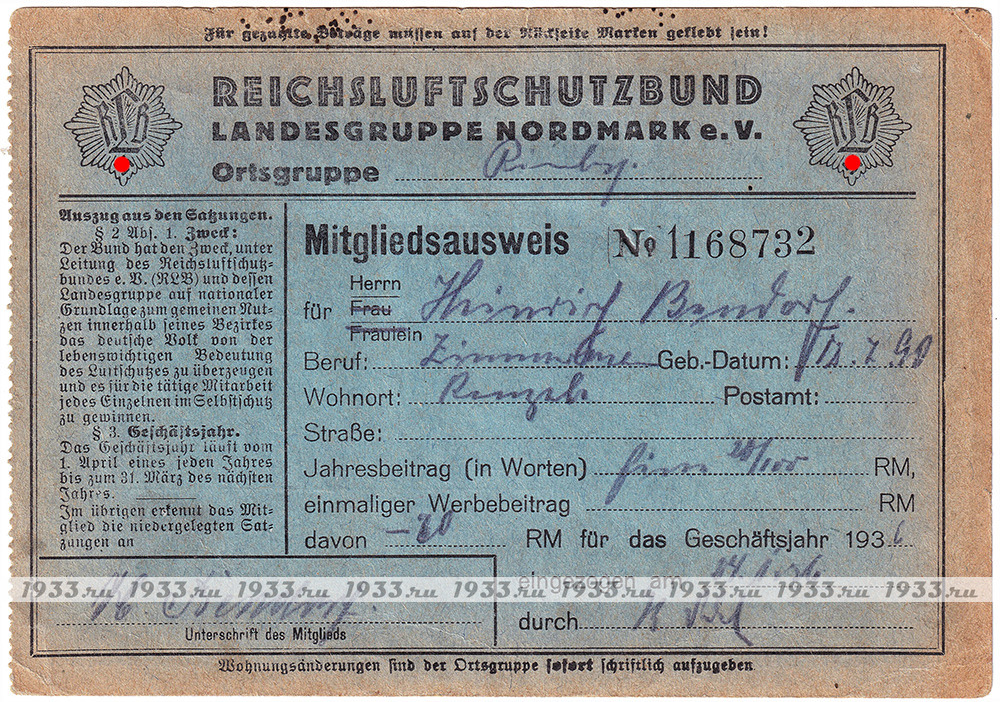 Für gezahlte Beträge müssen auf der Rückseite Marken geklebt sein!
REICHSLUFTSCHUTZBUND
LANDESGRUPPE NORDMARK e. V.
Ortsgruppe
RLB
RLB
Auszug aus den Satzungen.
§ 2 Abs. 1. Zweck:
Der Bund hat den Zweck, unter
Leitung des Reichsluftschutz-
bundes e. V. (RLB) und dessen
Landesgruppe auf nationaler
Grundlage zum gemeinen Nut-
zen innerhalb seines Bezirkes
das deutsche Volk von der
lebenswichtigen Bedeutung
des Luftschutzes zu überzeugen
und es für die tätige Mitarbeit
jedes Einzelnen im Selbstschutz
zu gewinnen.
§ 3. Geschäftsjahr.
Das Geschäftsjahr läuft vom
1. April eines jeden Jahres
bis zum 31. März des nächsten
Jahres.
Im übrigen erkennt das Mit-
glied die niedergelegten Sat-
zungen an
Mitgliedsausweis No 1168732
Herrn
für Frau Heinrich Bendorf.
Fräulein
Beruf: Geb.-Datum:
Wohnort: Postamt:
Straße:
Jahresbeitrag (in Worten) RM,
einmaliger Werbebeitrag RM
davon RM für das Geschäftsjahr 1936
eingezogen am
durch
Unterschrift des Mitglieds
1933.ru 1933.ru 1933.ru 1933.ru 1933.ru 1933.ru 1933.ru 1933.ru
Wohnungsänderungen sind der Ortsgruppe sofort schriftlich aufzugeben